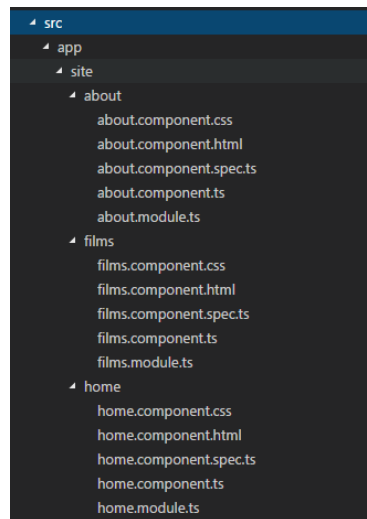 src
app
site
about
about.component.css
about.component.html
about.component.spec.ts
about.component.ts
about.module.ts
films
films.component.css
films.component.html
films.component.spec.ts
films.component.ts
films.module.ts
home
home.component.css
home.component.html
home.component.spec.ts
home.component.ts
home.module.ts